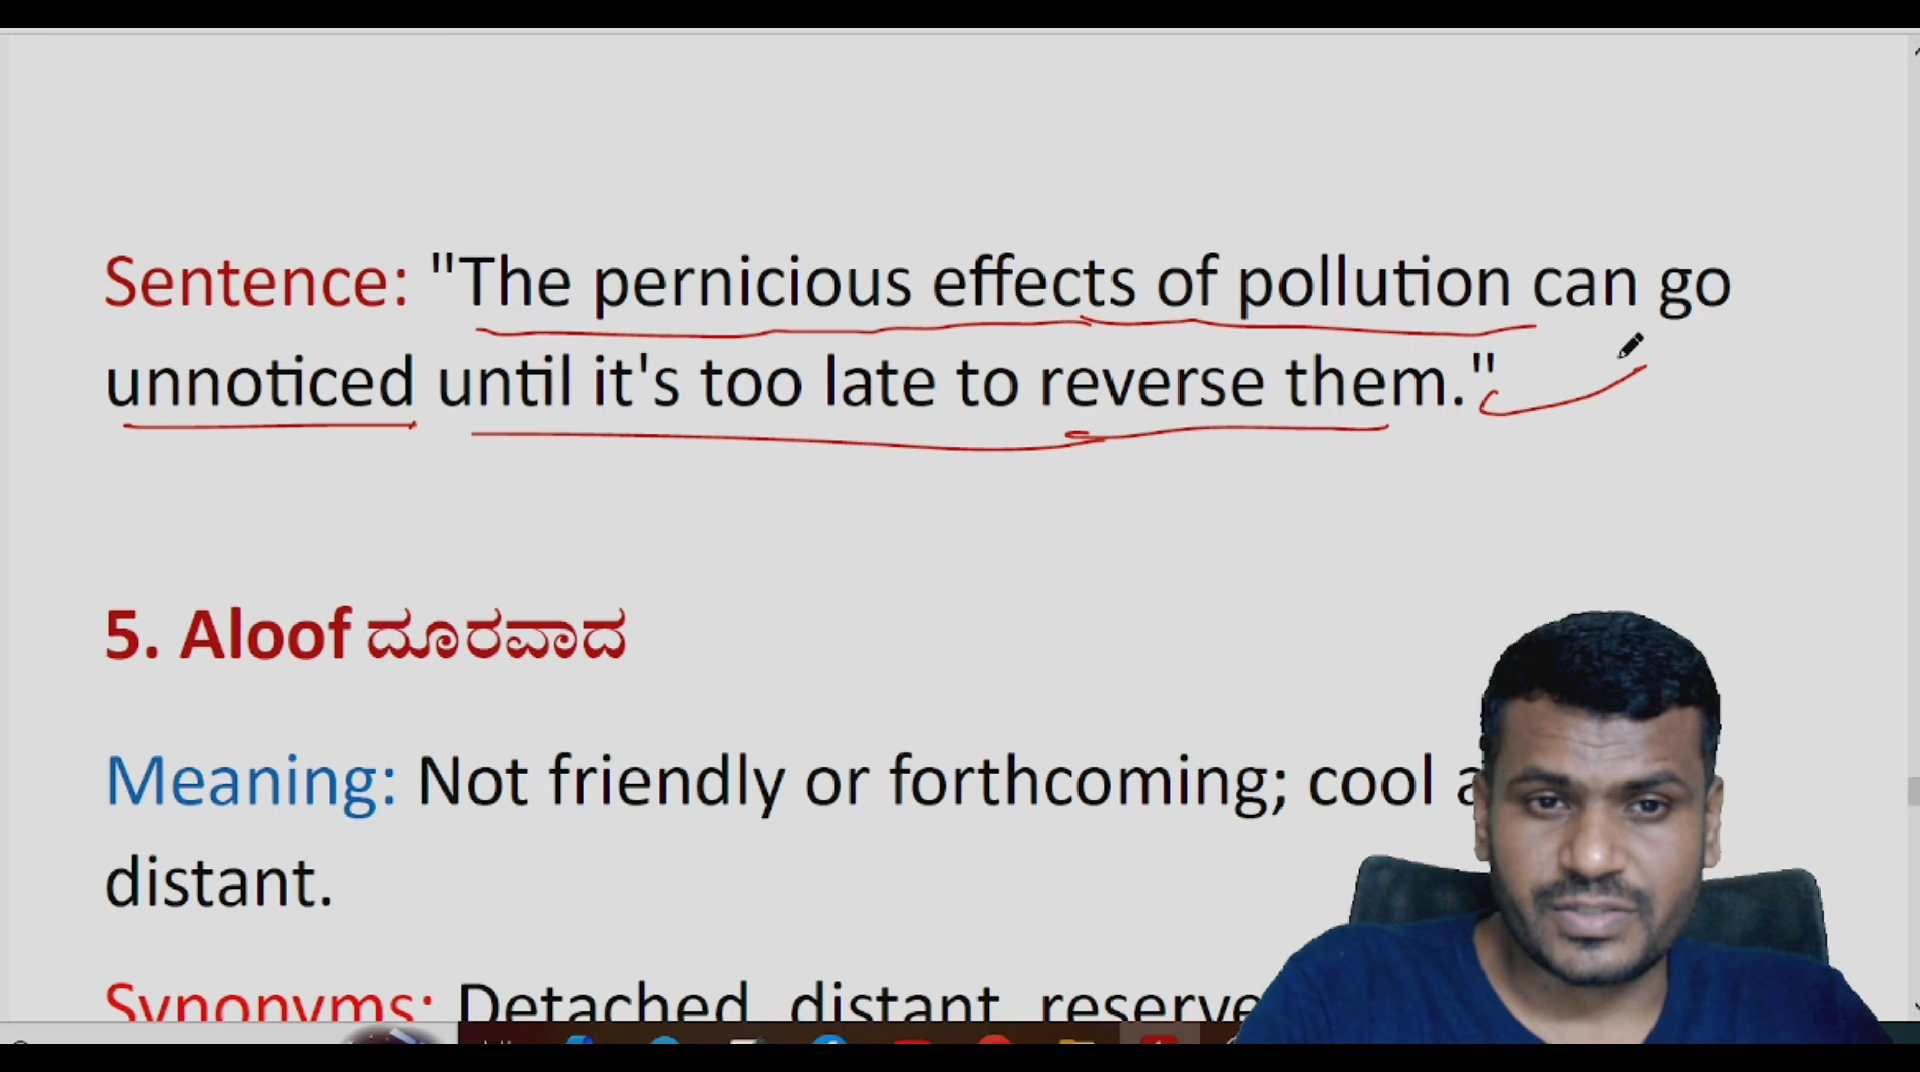 Sentence: "The pernicious effects of pollution can go
unnoticed until it's too late to reverse them."
5. Aloof ದೂರವಾದ
Meaning: Not friendly or forthcoming; cool
distant.
Synonyms: Detached, distant,